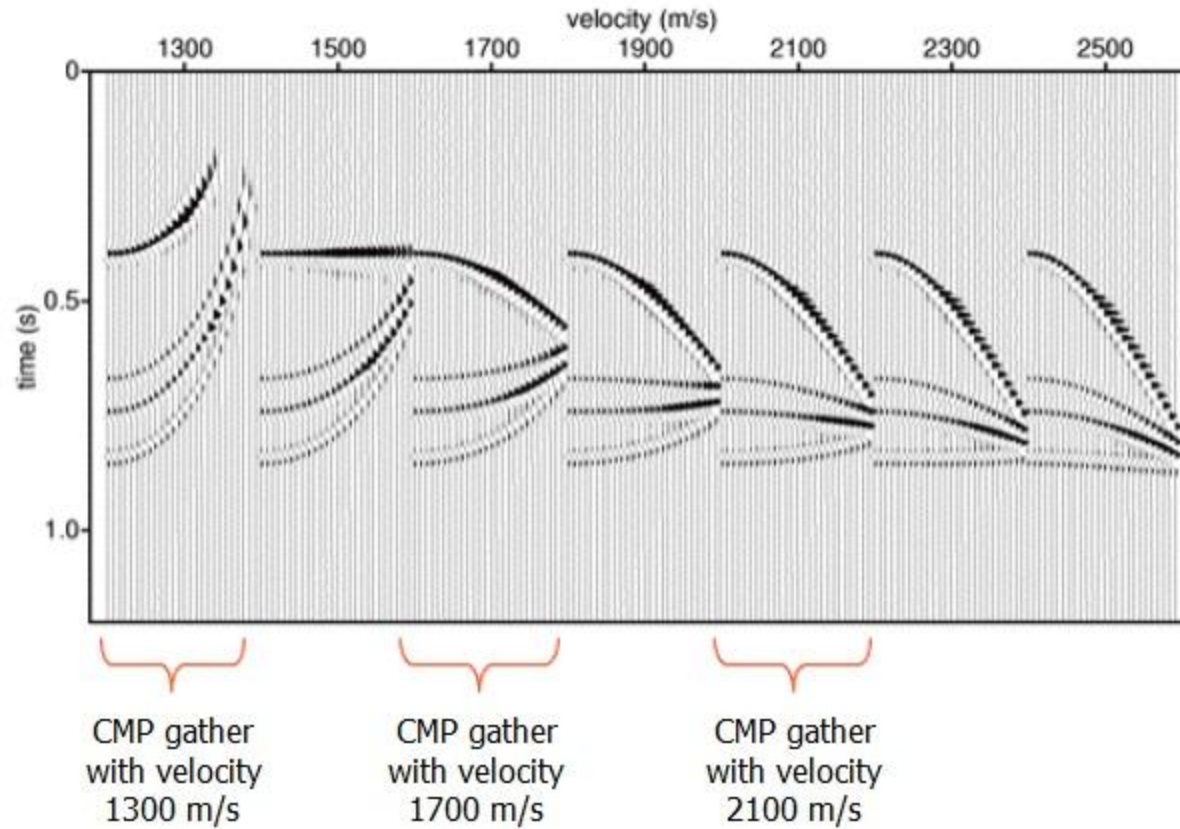 velocity (m/s)
1300 1500 1700 1900 2100 2300 2500
0
0.5
time (s)
1.0
CMP gather
with velocity
1300 m/s
CMP gather
with velocity
1700 m/s
CMP gather
with velocity
2100 m/s